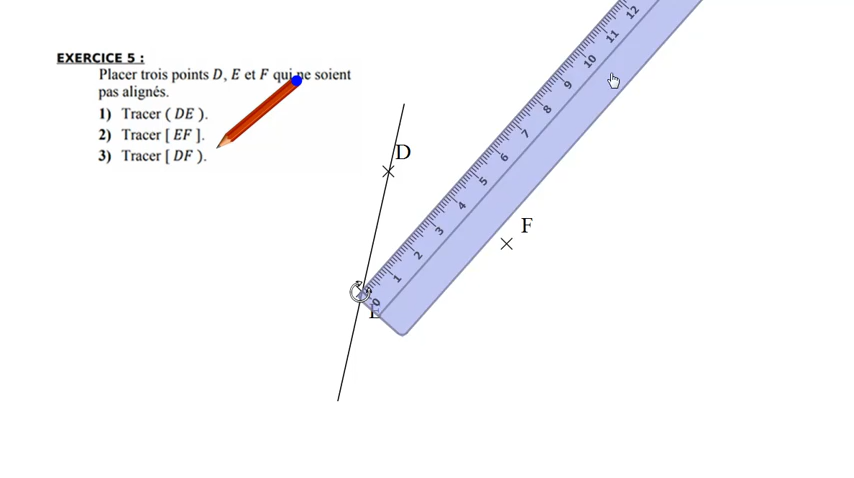 EXERCICE 5 :
Placer trois points D, E et F qui ne soient
pas alignés.
1) Tracer ( DE ).
2) Tracer [ EF ].
3) Tracer [ DF ).
D
F
0 1 2 3 4 5 6 7 8 9 10 11 12